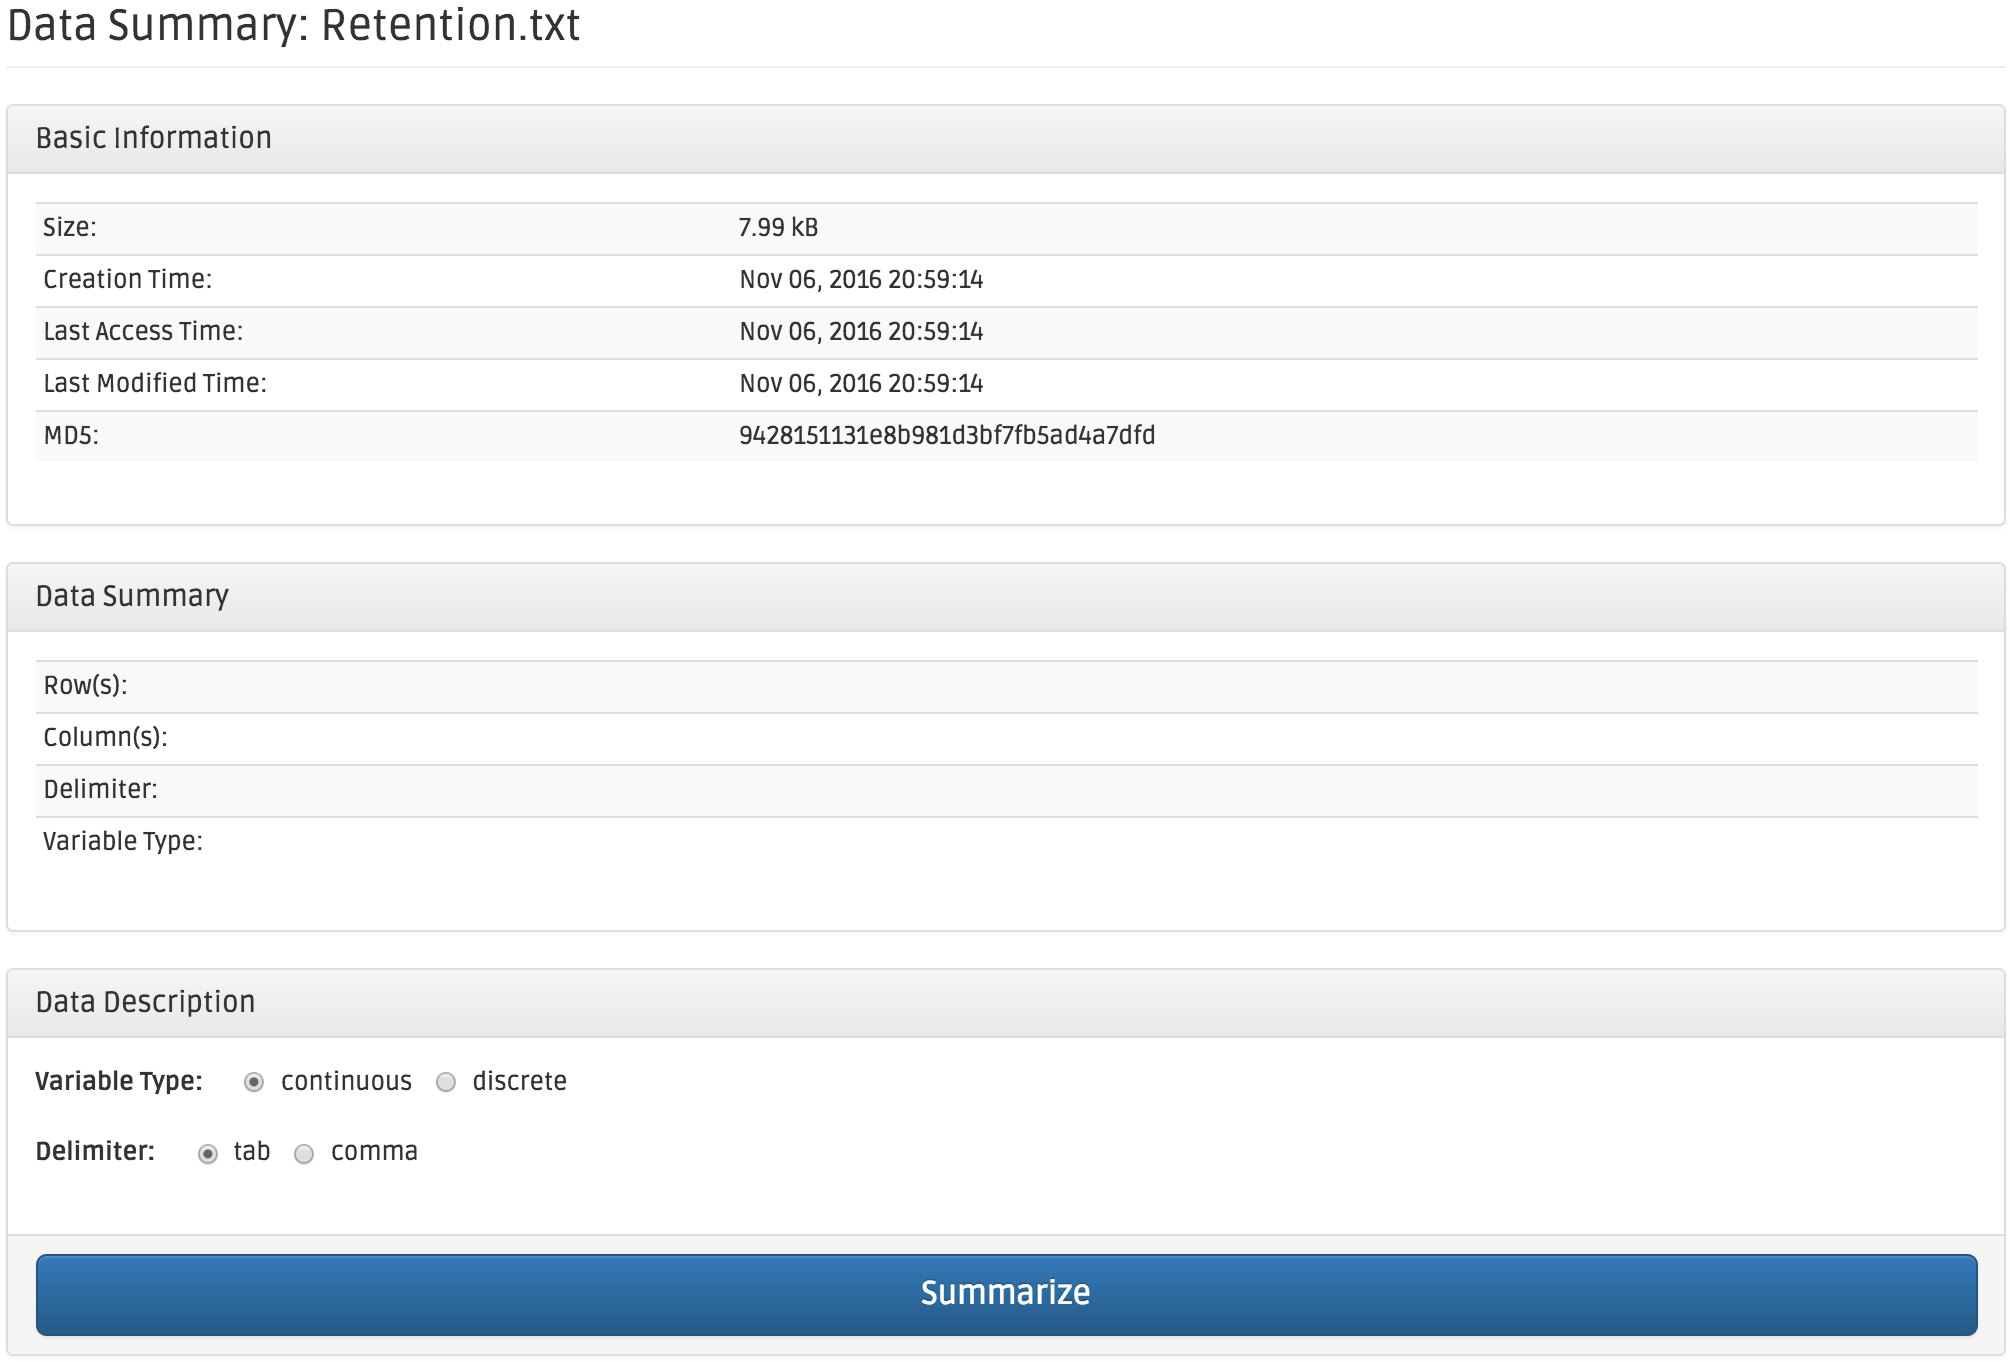 Data Summary: Retention.txt
Basic Information
Size: 7.99 kB
Creation Time: Nov 06, 2016 20:59:14
Last Access Time: Nov 06, 2016 20:59:14
Last Modified Time: Nov 06, 2016 20:59:14
MD5: 9428151131e8b981d3bf7fb5ad4a7dfd
Data Summary
Row(s):
Column(s):
Delimiter:
Variable Type:
Data Description
Variable Type: continuous discrete
Delimiter: tab comma
Summarize